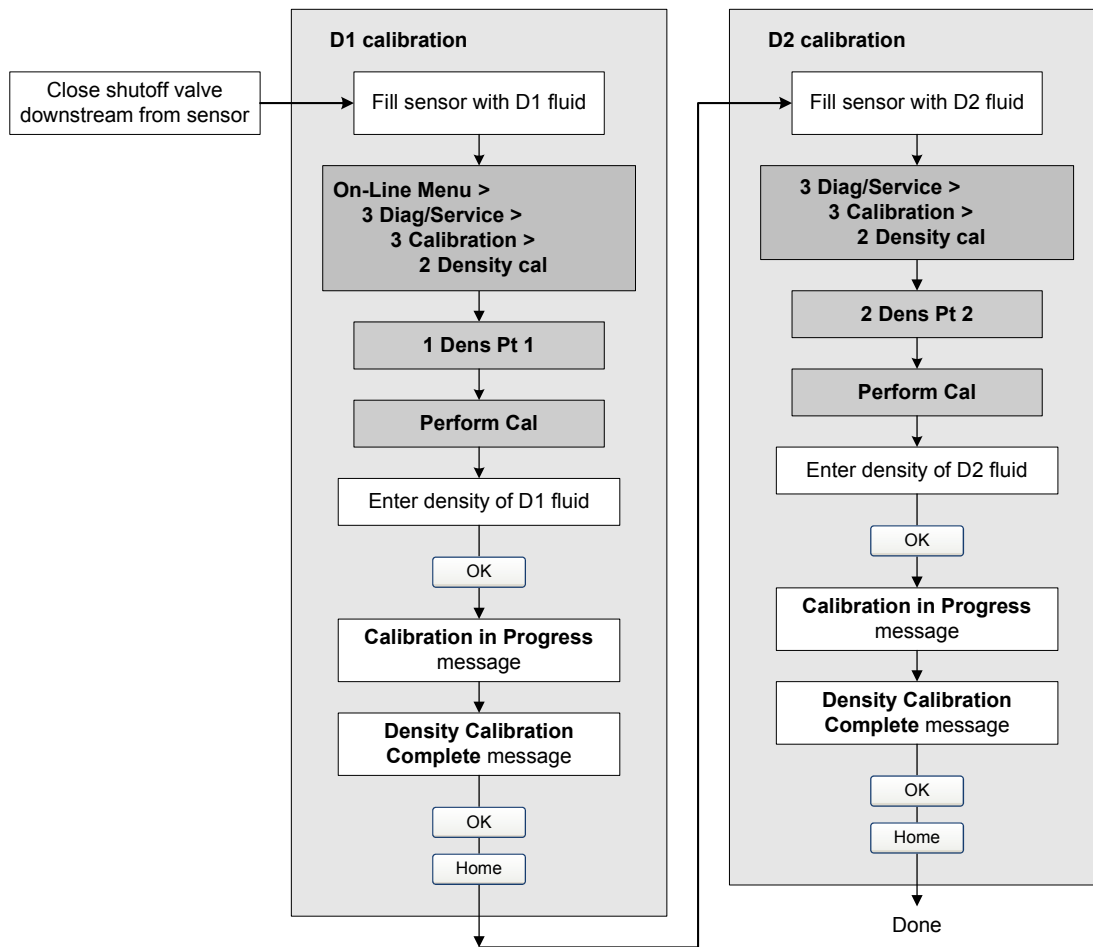 Close shutoff valve
downstream from sensor
D1 calibration
Fill sensor with D1 fluid
On-Line Menu >
3 Diag/Service >
3 Calibration >
2 Density cal
1 Dens Pt 1
Perform Cal
Enter density of D1 fluid
OK
Calibration in Progress
message
Density Calibration
Complete message
OK
Home
D2 calibration
Fill sensor with D2 fluid
3 Diag/Service >
3 Calibration >
2 Density cal
2 Dens Pt 2
Perform Cal
Enter density of D2 fluid
OK
Calibration in Progress
message
Density Calibration
Complete message
OK
Home
Done